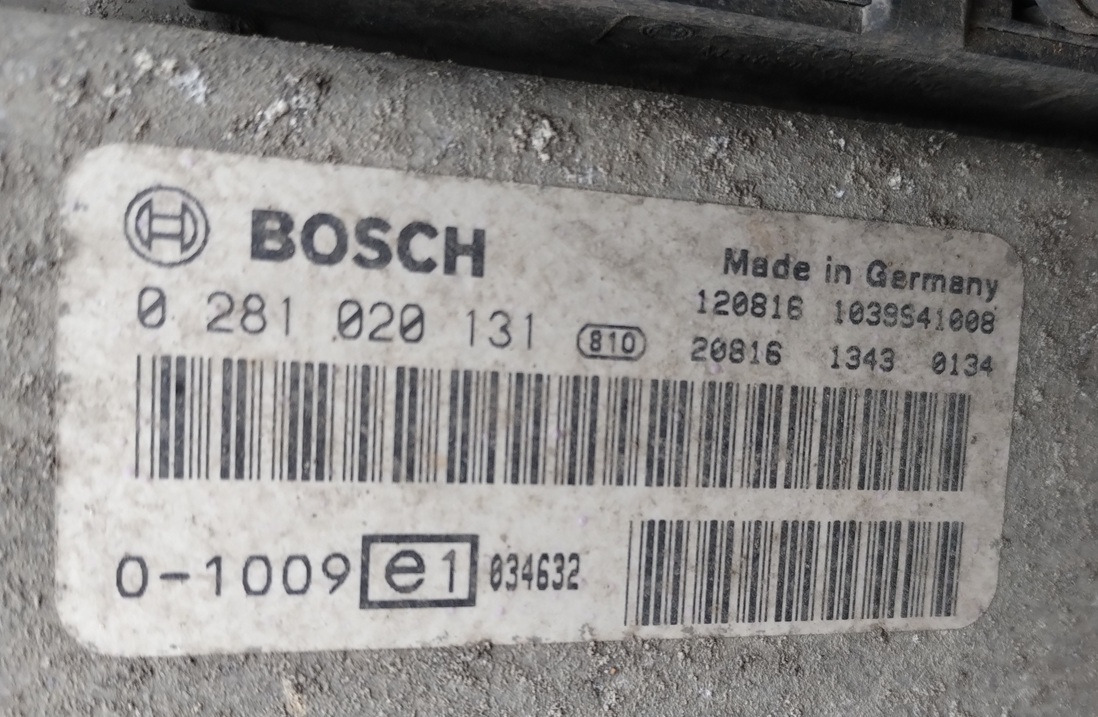 BOSCH
Made in Germany
0 281 020 131 810
120816 1039S41008
20816 1343 0134
0-1009 e1 034632